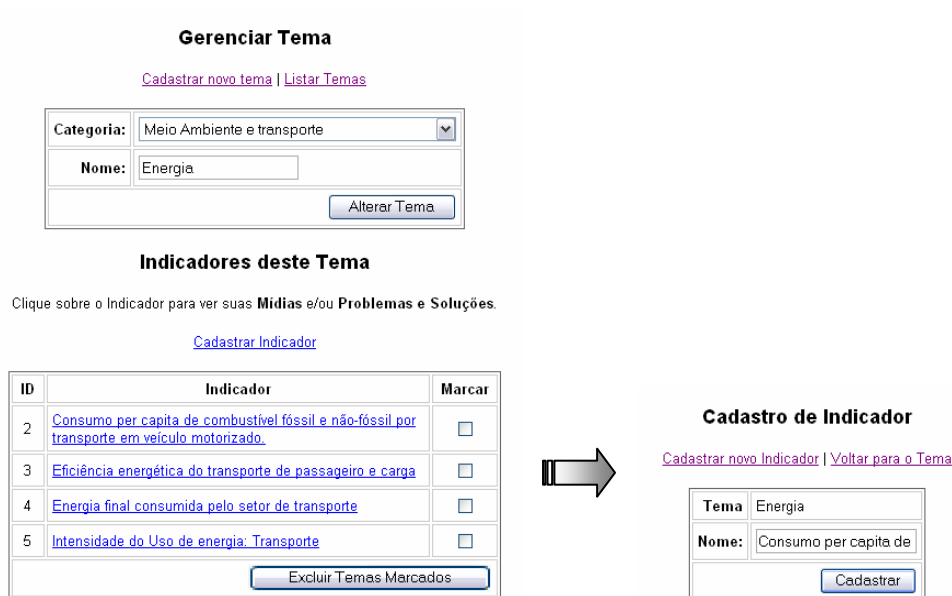 Gerenciar Tema
Cadastrar novo tema | Listar Temas
Categoria: Meio Ambiente e transporte
Nome: Energia
Alterar Tema
Indicadores deste Tema
Clique sobre o Indicador para ver suas Mídias e/ou Problemas e Soluções.
Cadastrar Indicador
ID Indicador Marcar
2 Consumo per capita de combustível fóssil e não-fóssil por
transporte em veículo motorizado.
3 Eficiência energética do transporte de passageiro e carga
4 Energia final consumida pelo setor de transporte
5 Intensidade do Uso de energia: Transporte
Excluir Temas Marcados
Cadastro de Indicador
Cadastrar novo Indicador | Voltar para o Tema
Tema Energia
Nome: Consumo per capita de
Cadastrar